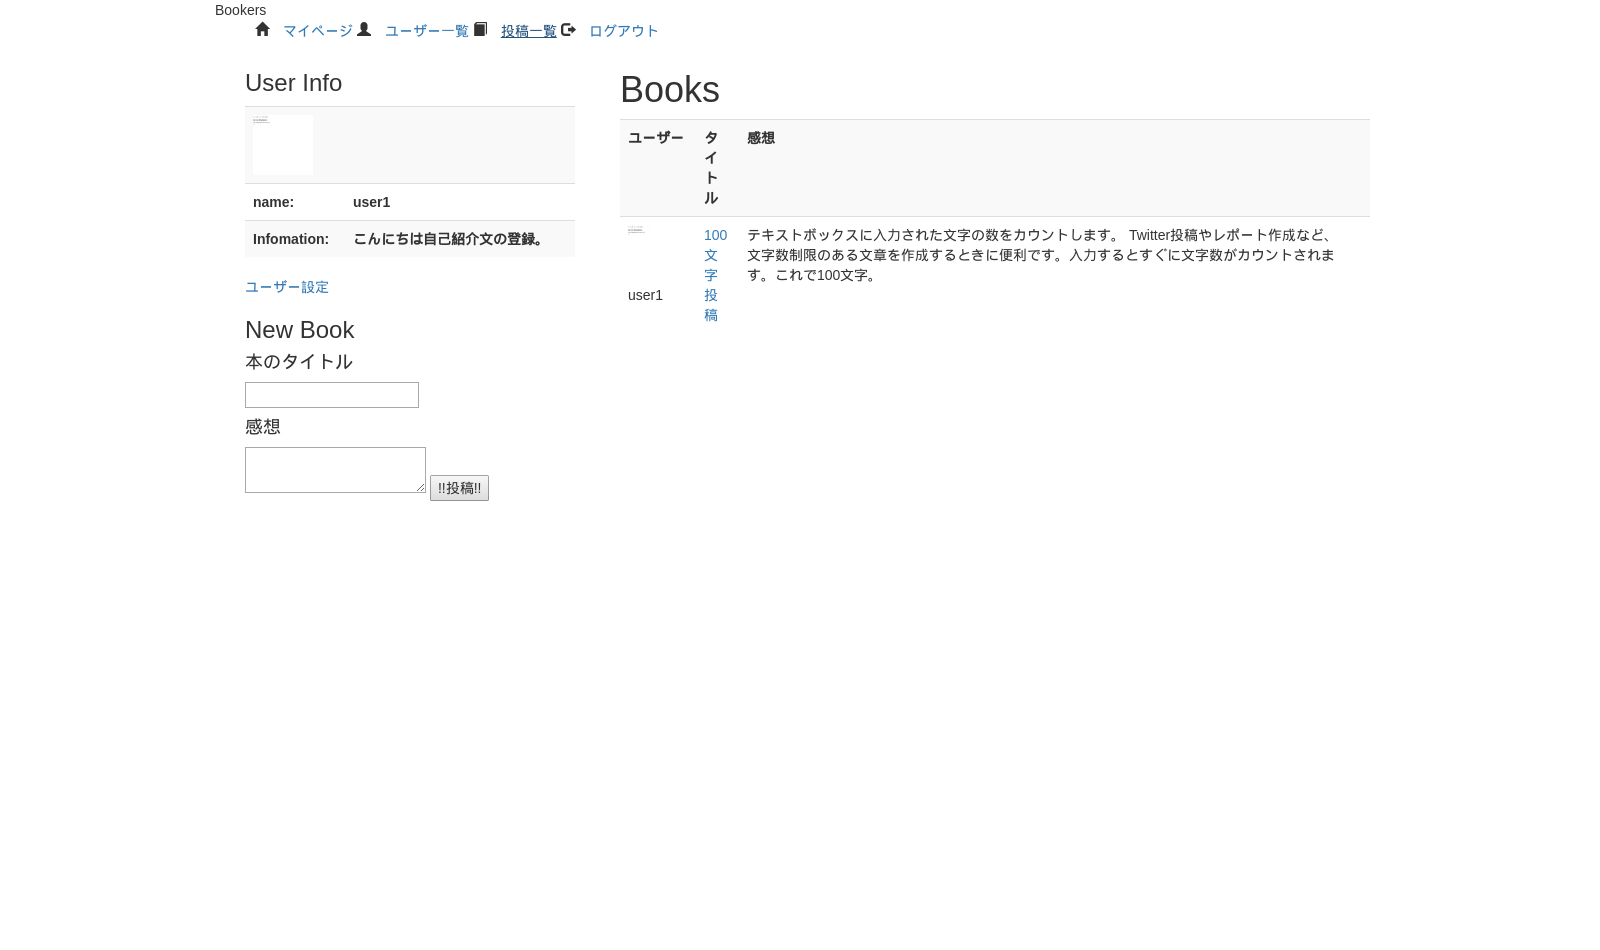 Bookers
マイページ ユーザー一覧 投稿一覧 ログアウト
User Info
name: user1
Infomation: こんにちは自己紹介文の登録。
ユーザー設定
New Book
本のタイトル
感想
!!投稿!!
Books
ユーザー タイトル 感想
user1
100
文
字
投
稿
テキストボックスに入力された文字の数をカウントします。 Twitter投稿やレポート作成など、
文字数制限のある文章を作成するときに便利です。入力するとすぐに文字数がカウントされま
す。これで100文字。